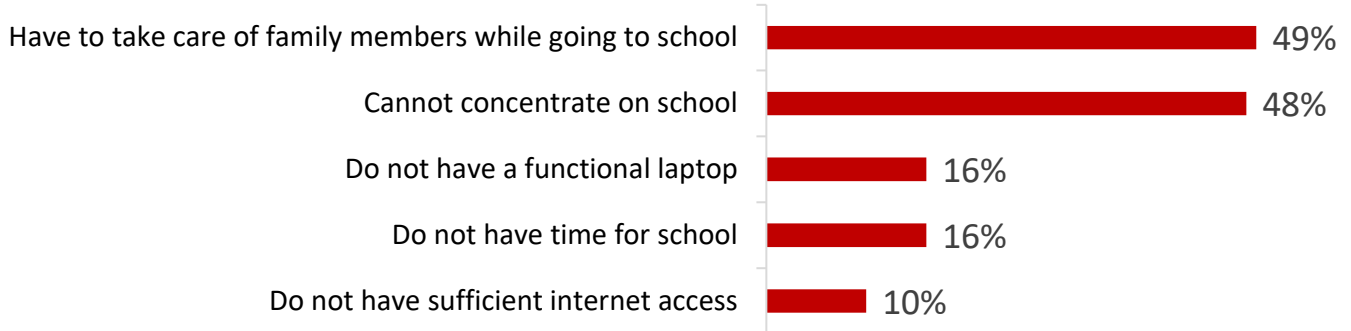 Have to take care of family members while going to school 49%
Cannot concentrate on school 48%
Do not have a functional laptop 16%
Do not have time for school 16%
Do not have sufficient internet access 10%